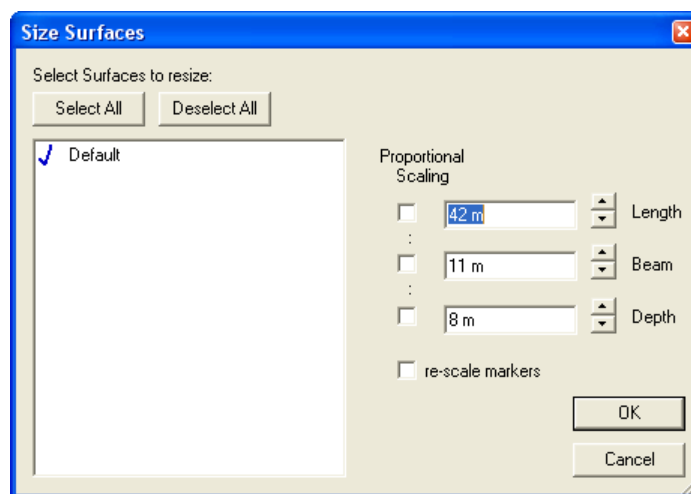 Size Surfaces
Select Surfaces to resize:
Select All Deselect All
Default
Proportional
Scaling
42 m Length
:
11 m Beam
:
8 m Depth
re-scale markers
OK
Cancel